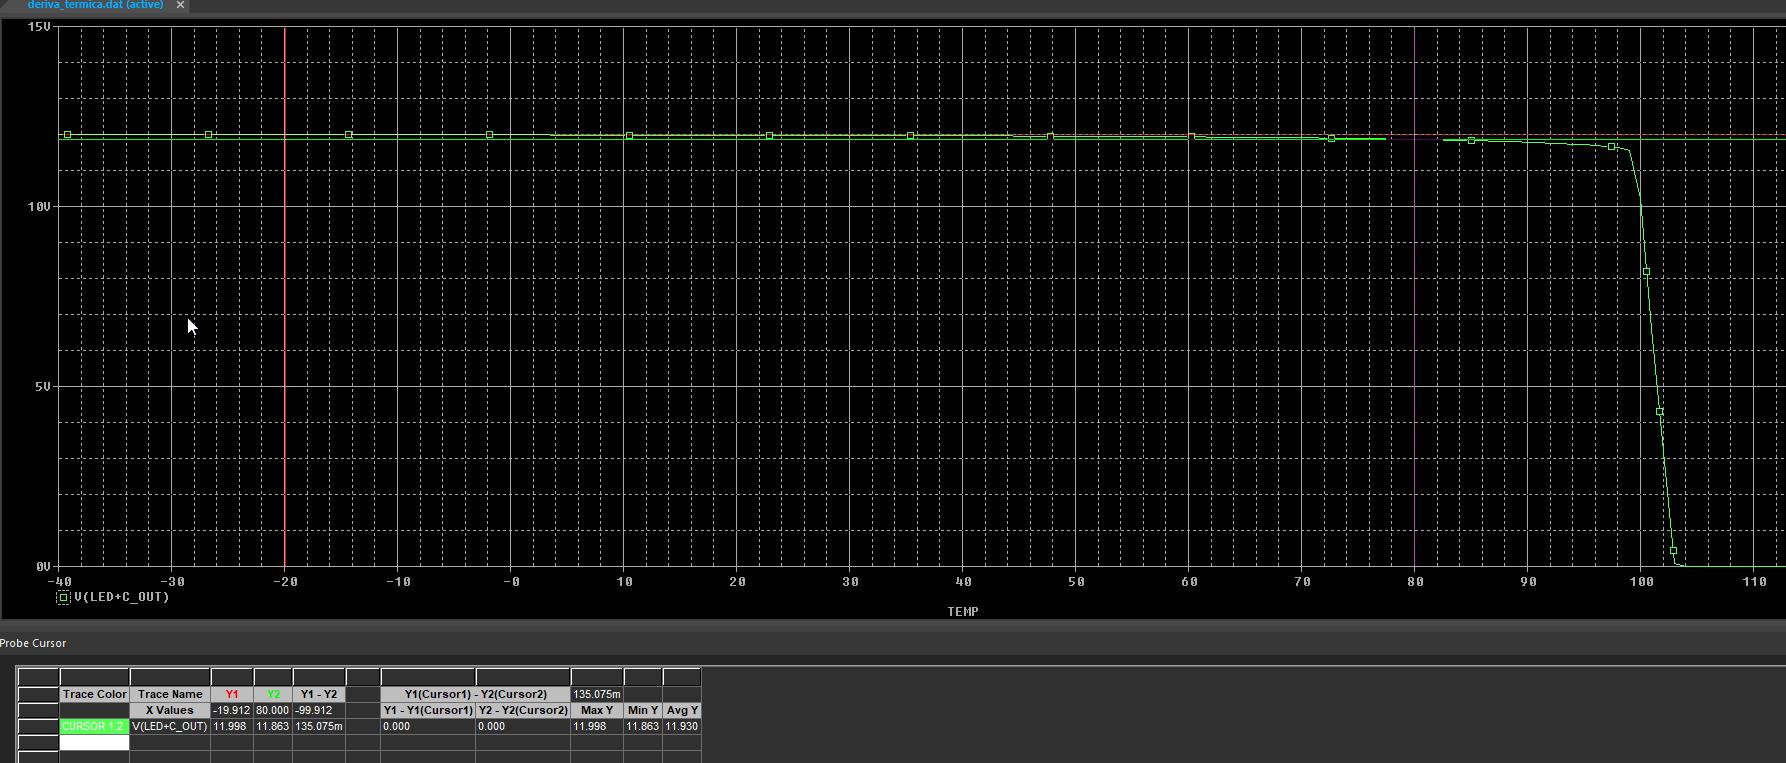 deriva_termica.dat (active) ×
15V
10V
5V
0V
-40 -30 -20 -10 -0 10 20 30 40 50 60 70 80 90 100 110
V(LED+C_OUT)
TEMP
Probe Cursor
Trace Color Trace Name Y1 Y2 Y1 - Y2 Y1(Cursor1) - Y2(Cursor2) 135.075m
X Values -19.912 80.000 -99.912 Y1 - Y1(Cursor1) Y2 - Y2(Cursor2) Max Y Min Y Avg Y
CURSOR 1,2 V(LED+C_OUT) 11.998 11.863 135.075m 0.000 0.000 11.998 11.863 11.930